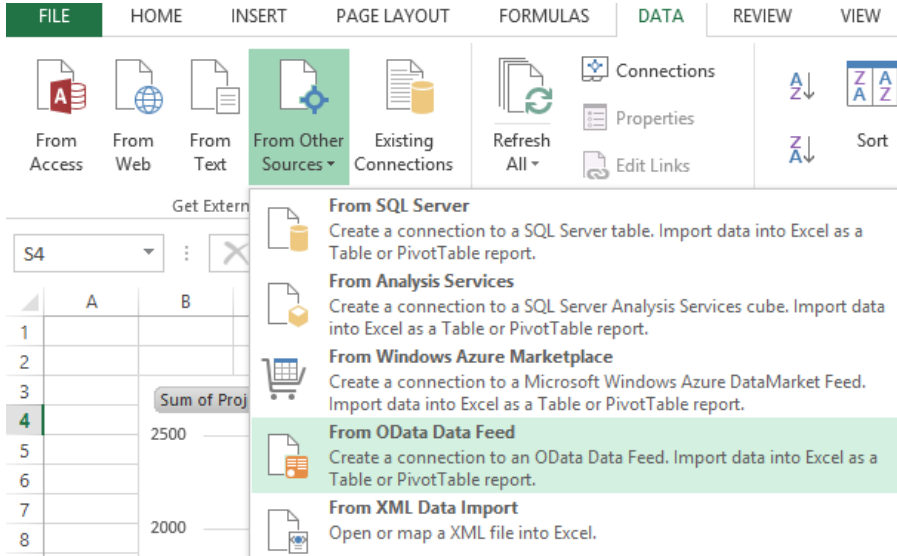 FILE HOME INSERT PAGE LAYOUT FORMULAS DATA REVIEW VIEW
From Access
From Web
From Text
From Other Sources
Existing Connections
Refresh All
Connections
Properties
Edit Links
A Z
Z A
Z A A Z
Sort
Get Extern
From SQL Server
Create a connection to a SQL Server table. Import data into Excel as a
Table or PivotTable report.
From Analysis Services
Create a connection to a SQL Server Analysis Services cube. Import data
into Excel as a Table or PivotTable report.
From Windows Azure Marketplace
Create a connection to a Microsoft Windows Azure DataMarket Feed.
Import data into Excel as a Table or PivotTable report.
From OData Data Feed
Create a connection to an OData Data Feed. Import data into Excel as a
Table or PivotTable report.
From XML Data Import
Open or map a XML file into Excel.
S4
A B
1
2
3
4
5
6
7
8
Sum of Proj
2500
2000